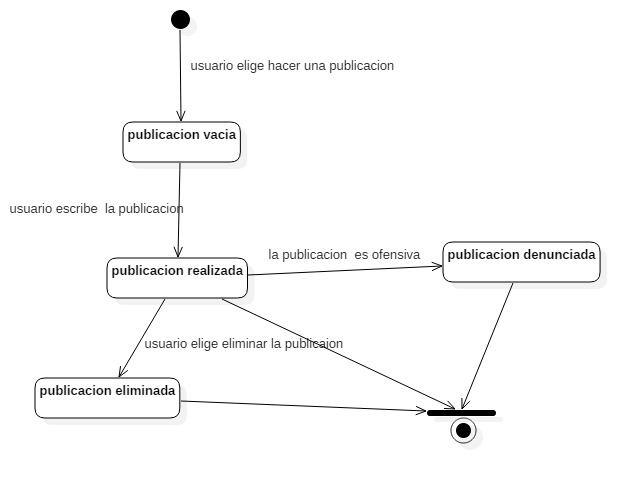 usuario elige hacer una publicacion
publicacion vacia
usuario escribe  la publicacion
la publicacion  es ofensiva
publicacion denunciada
publicacion realizada
usuario elige eliminar la publicaion
publicacion eliminada